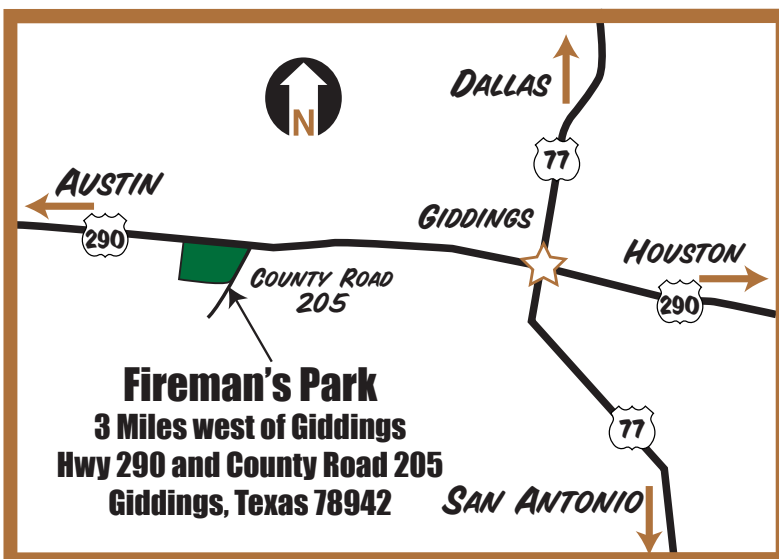 DALLAS
N
77
AUSTIN
GIDDINGS
290
HOUSTON
COUNTY ROAD
205
290
Fireman's Park
3 Miles west of Giddings
Hwy 290 and County Road 205
Giddings, Texas 78942
77
SAN ANTONIO